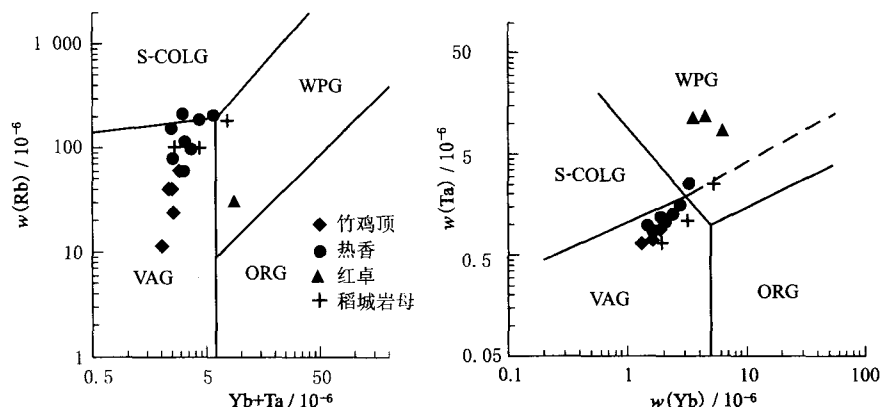 1 000
100
10
1
w(Rb) / 10⁻⁶
S-COLG
WPG
VAG
ORG
◆ 竹鸡顶
● 热香
▲ 红卓
+ 稻城岩母
0.5
5
50
Yb+Ta / 10⁻⁶
50
5
0.5
0.05
w(Ta) / 10⁻⁶
WPG
S-COLG
VAG
ORG
0.1
1
10
100
w(Yb) / 10⁻⁶